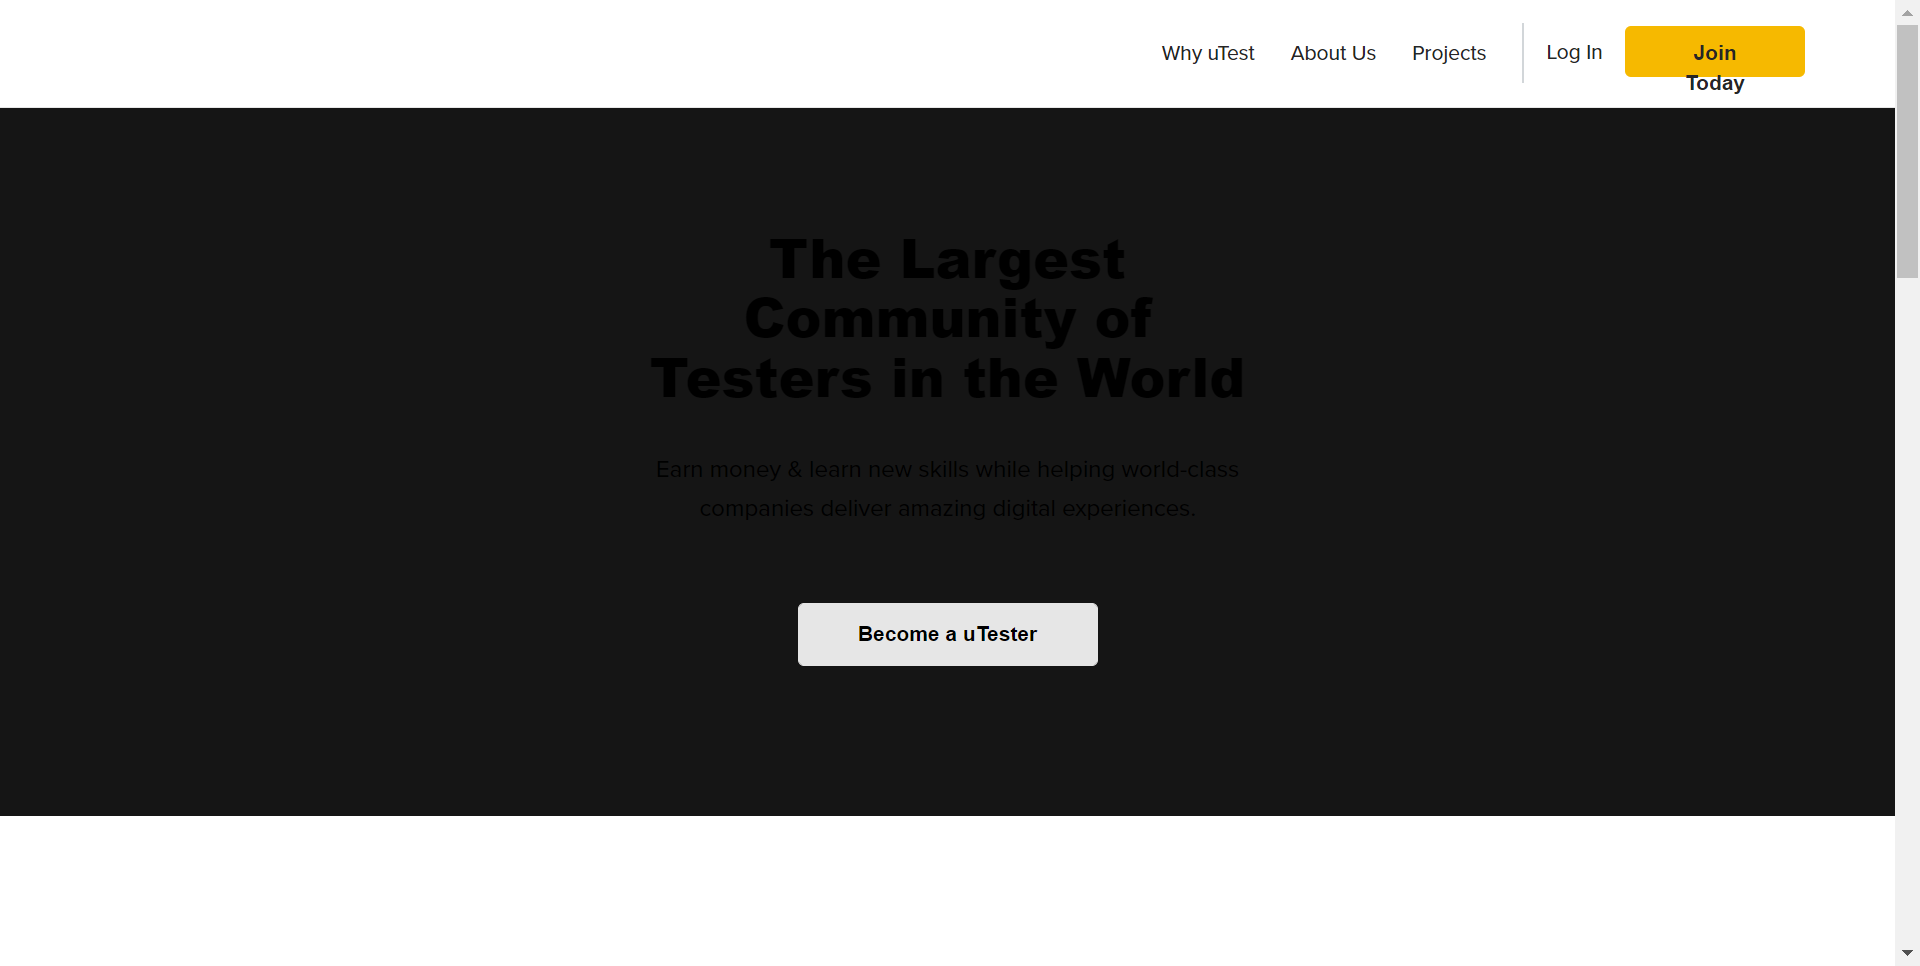 Why uTest
About Us
Projects
Log In
Join
Today
The Largest
Community of
Testers in the World
Earn money & learn new skills while helping world-class
companies deliver amazing digital experiences.
Become a uTester